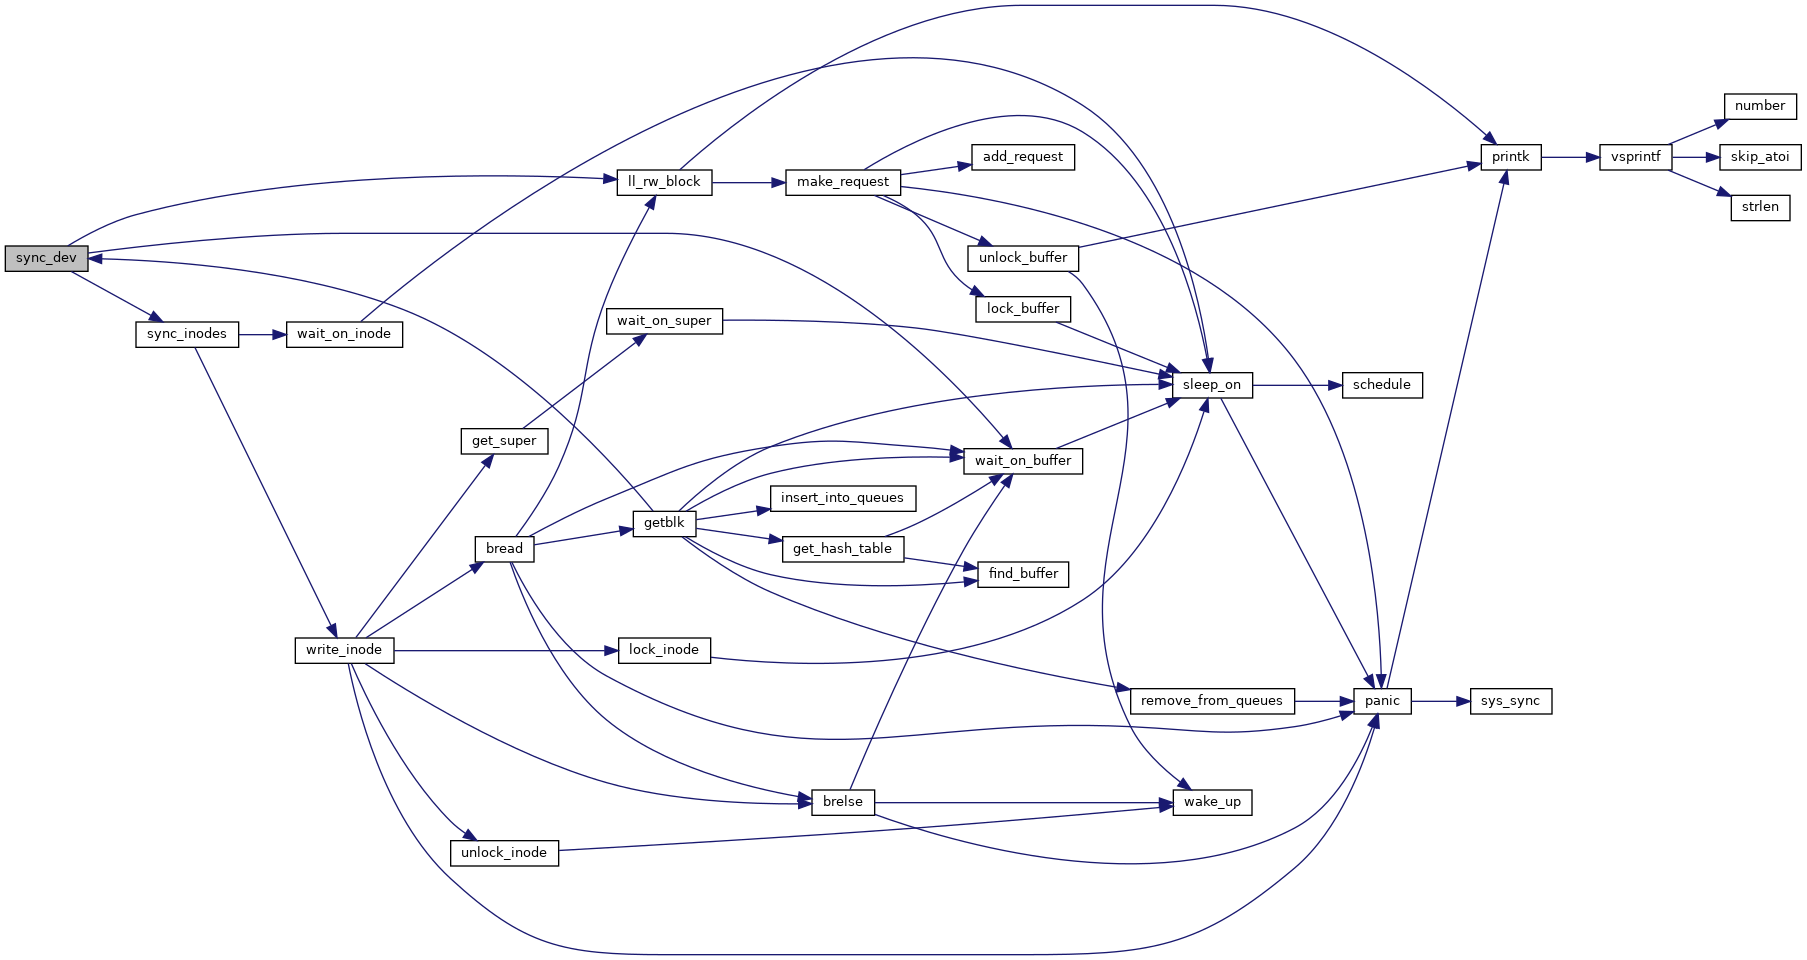 sync_dev
sync_inodes
wait_on_inode
write_inode
get_super
bread
unlock_inode
ll_rw_block
wait_on_super
getblk
lock_inode
make_request
insert_into_queues
get_hash_table
brelse
add_request
unlock_buffer
lock_buffer
wait_on_buffer
find_buffer
sleep_on
remove_from_queues
wake_up
schedule
panic
printk
sys_sync
vsprintf
number
skip_atoi
strlen